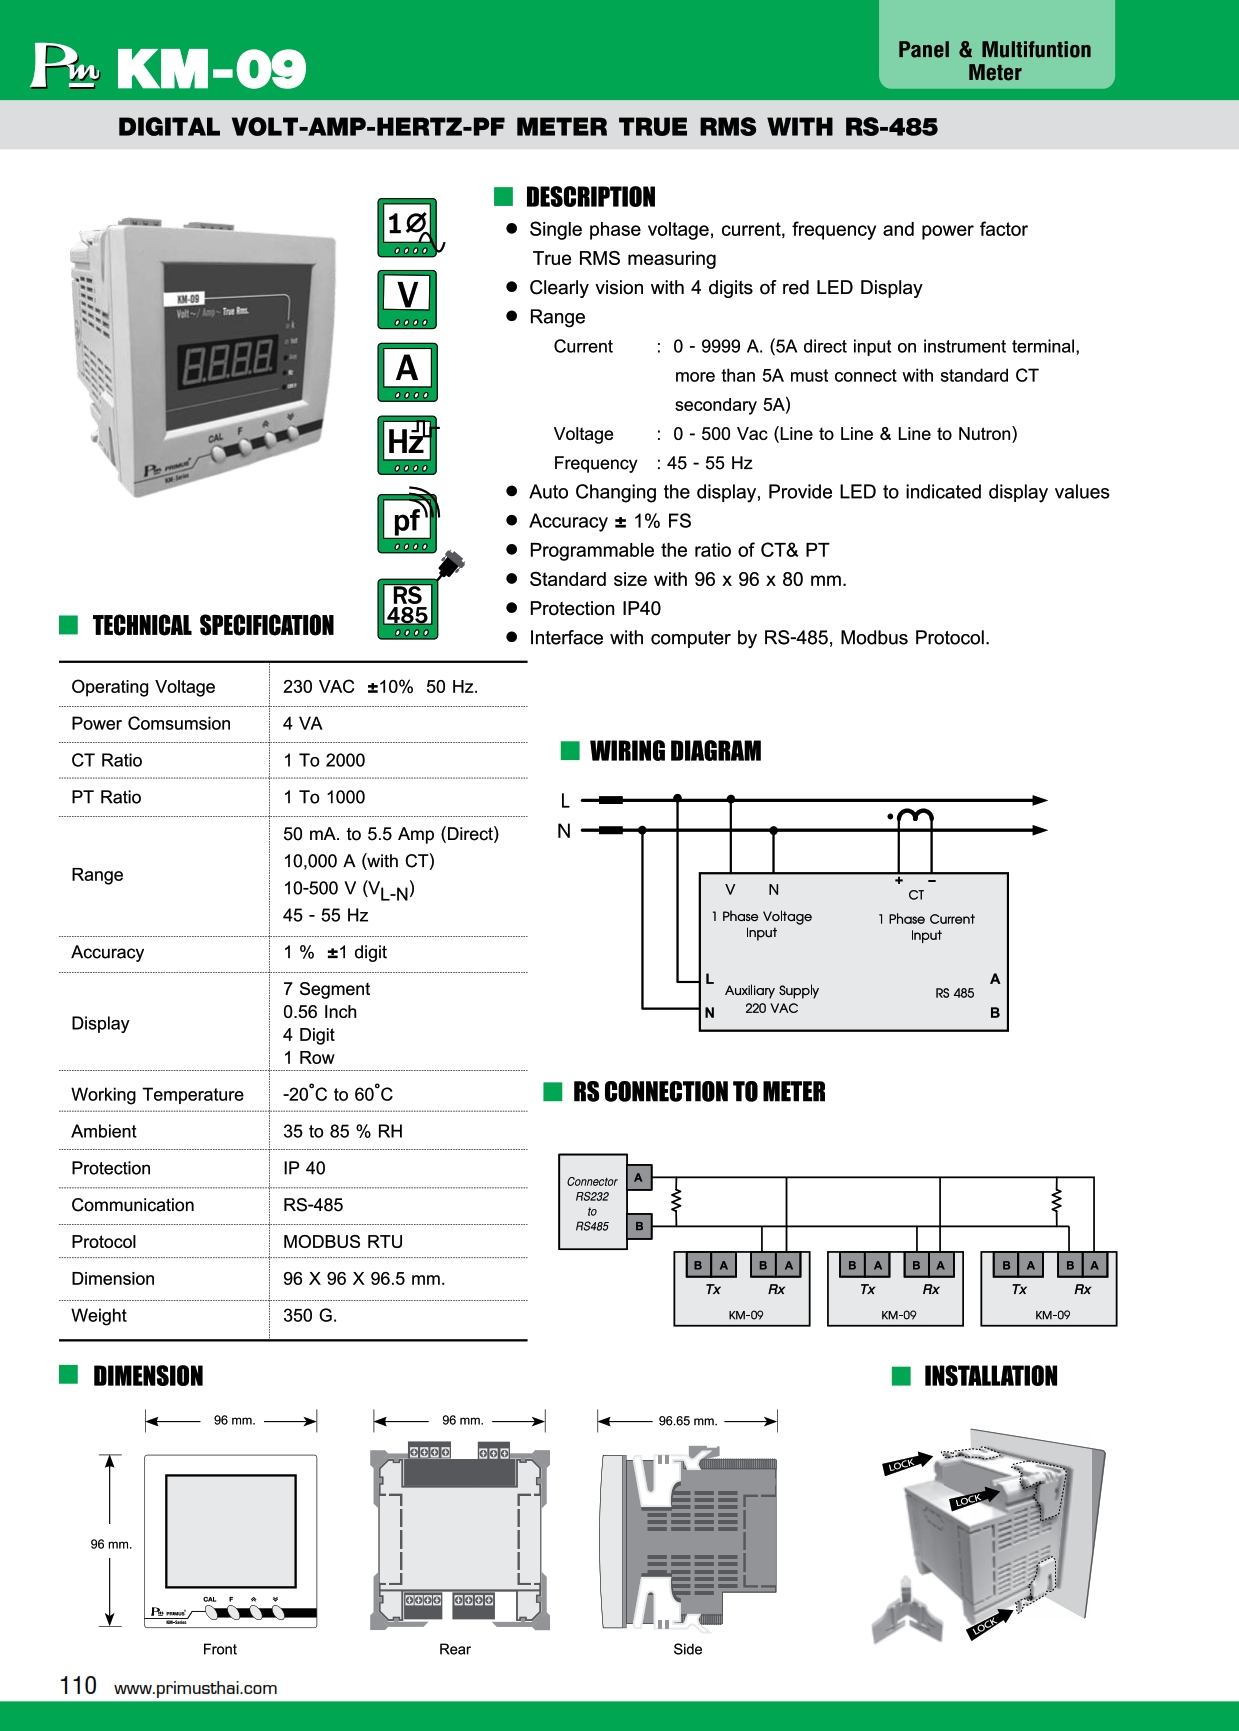 Pm KM-09
Panel & Multifuntion
Meter
DIGITAL VOLT-AMP-HERTZ-PF METER TRUE RMS WITH RS-485
KM-09
Volt ~ / Amp ~ True Rms.
8.8.8.8.
CAL F
Pm PRIMUS
KM-Series
1Ø
V
A
Hz
pf
RS
485
DESCRIPTION
● Single phase voltage, current, frequency and power factor
True RMS measuring
● Clearly vision with 4 digits of red LED Display
● Range
Current : 0 - 9999 A. (5A direct input on instrument terminal,
more than 5A must connect with standard CT
secondary 5A)
Voltage : 0 - 500 Vac (Line to Line & Line to Nutron)
Frequency : 45 - 55 Hz
● Auto Changing the display, Provide LED to indicated display values
● Accuracy ± 1% FS
● Programmable the ratio of CT& PT
● Standard size with 96 x 96 x 80 mm.
● Protection IP40
● Interface with computer by RS-485, Modbus Protocol.
TECHNICAL SPECIFICATION
Operating Voltage 230 VAC ±10% 50 Hz.
Power Comsumsion 4 VA
CT Ratio 1 To 2000
PT Ratio 1 To 1000
Range
50 mA. to 5.5 Amp (Direct)
10,000 A (with CT)
10-500 V (VL-N)
45 - 55 Hz
Accuracy 1 % ±1 digit
Display
7 Segment
0.56 Inch
4 Digit
1 Row
Working Temperature -20°C to 60°C
Ambient 35 to 85 % RH
Protection IP 40
Communication RS-485
Protocol MODBUS RTU
Dimension 96 X 96 X 96.5 mm.
Weight 350 G.
WIRING DIAGRAM
L
N
V N + −
CT
1 Phase Voltage
Input
1 Phase Current
Input
L A
Auxiliary Supply
220 VAC
RS 485
N B
RS CONNECTION TO METER
Connector
RS232
to
RS485
A
B
B A B A B A B A B A B A
Tx Rx Tx Rx Tx Rx
KM-09 KM-09 KM-09
DIMENSION
96 mm. 96 mm. 96.65 mm.
96 mm.
CAL F
Pm PRIMUS
KM-Series
Front Rear Side
INSTALLATION
LOCK
LOCK
LOCK
110 www.primusthai.com